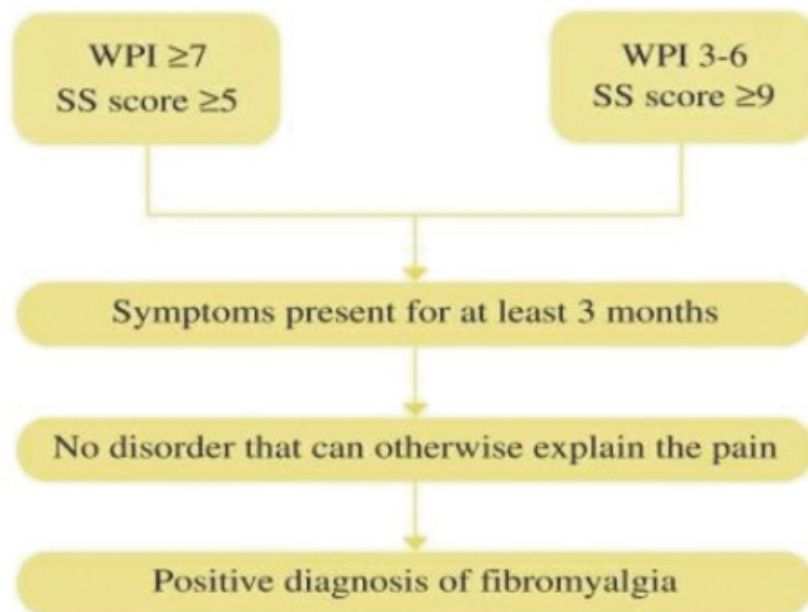 WPI ≥7
SS score ≥5
WPI 3-6
SS score ≥9
Symptoms present for at least 3 months
No disorder that can otherwise explain the pain
Positive diagnosis of fibromyalgia